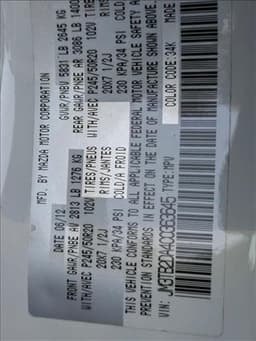 MFD. BY MAZDA MOTOR CORPORATION
DATE 06/12 GVWR/PNBV 5831 LB 2645 KG
FRONT GAWR/PNBE AV 2813 LB 1276 KG REAR GAWR/PNBE AR 3086 LB 1400
WITH/AVEC P245/50R20 102V TIRES/PNEUS WITH/AVEC P245/50R20 102V TIRE
20X7 1/2J RIMS/JANTES 20X7 1/2J RIMS
230 KPA/34 PSI COLD/A FROID 230 KPA/34 PSI COLD
THIS VEHICLE CONFORMS TO ALL APPLICABLE FEDERAL MOTOR VEHICLE SAFETY A
PREVENTION STANDARDS IN EFFECT ON THE DATE OF MANUFACTURE SHOWN ABOVE.
VIN: TYPE:MPV COLOR: 34K